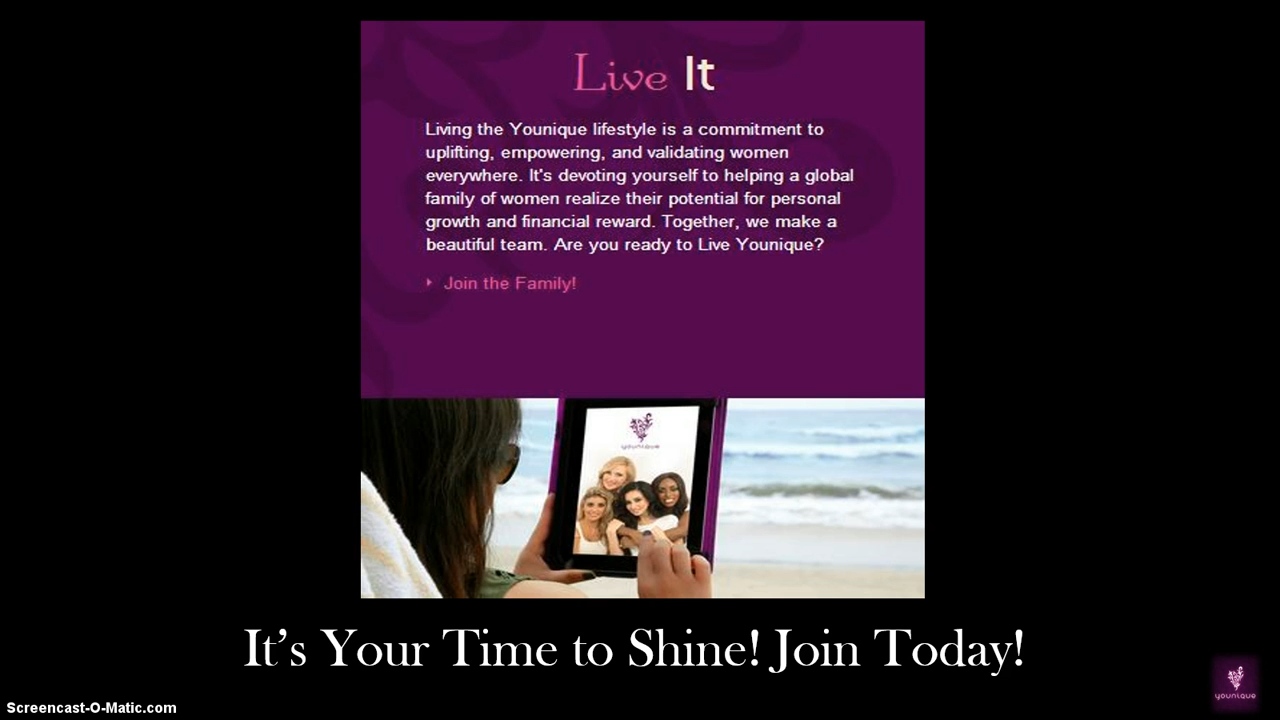 Live It
Living the Younique lifestyle is a commitment to
uplifting, empowering, and validating women
everywhere. It's devoting yourself to helping a global
family of women realize their potential for personal
growth and financial reward. Together, we make a
beautiful team. Are you ready to Live Younique?
Join the Family!
younique
It’s Your Time to Shine! Join Today!
younique
Screencast-O-Matic.com